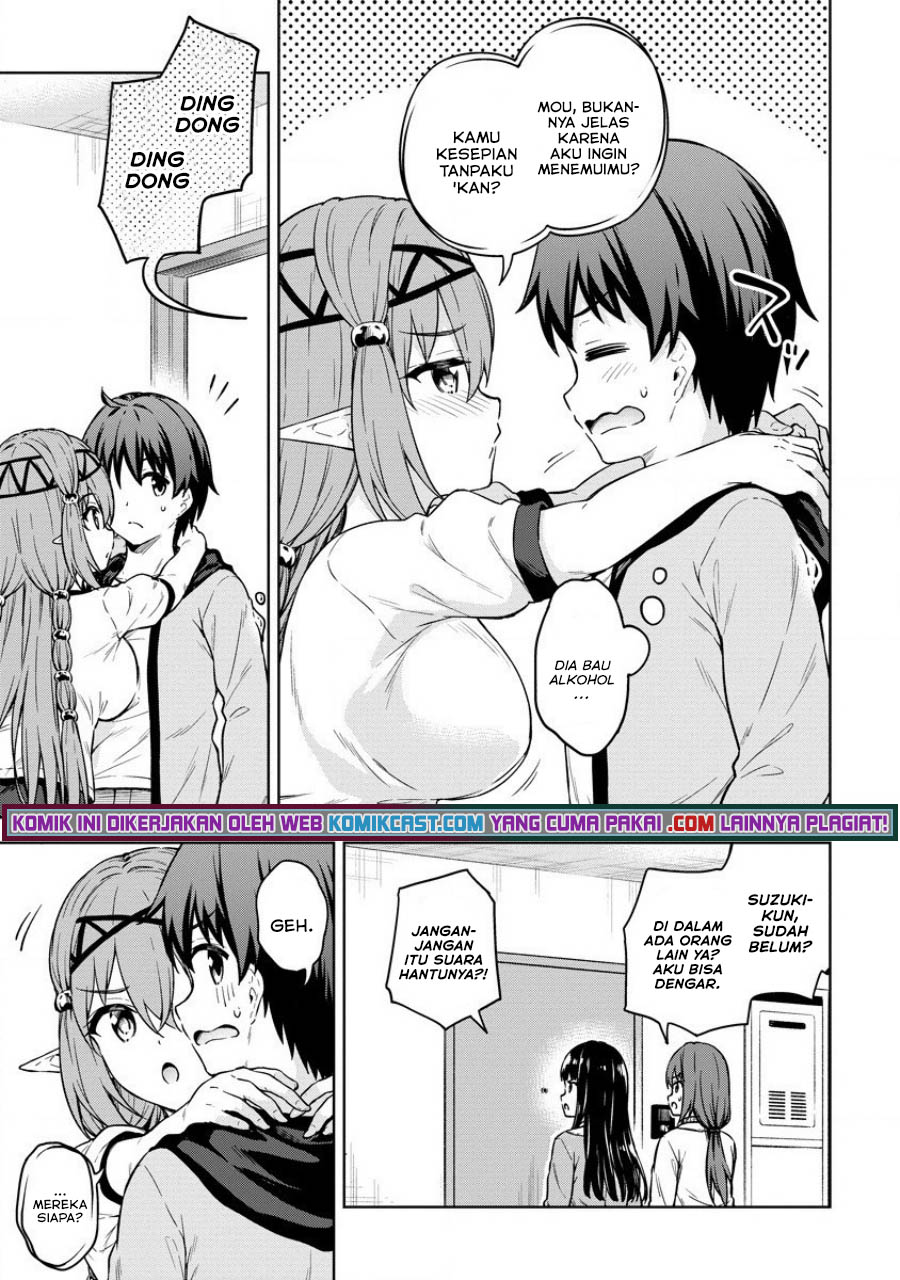 MOU, BUKAN-
NYA JELAS
KARENA
AKU INGIN
MENEMUIMU?
KAMU
KESEPIAN
TANPAKU
'KAN?
ス"ッ
DIA BAU
ALKOHOL
...
DING
DONG
DING
DONG
KOMIK INI DIKERJAKAN OLEH WEB KOMIKCAST.COM YANG CUMA PAKAI .COM LAINNYA PLAGIAT!
SUZUKI-
KUN,
SUDAH
BELUM?
DI DALAM
ADA ORANG
LAIN YA?
AKU BISA
DENGAR.
JANGAN-
JANGAN
ITU SUARA
HANTUNYA?!
GEH.
...
MEREKA
SIAPA?